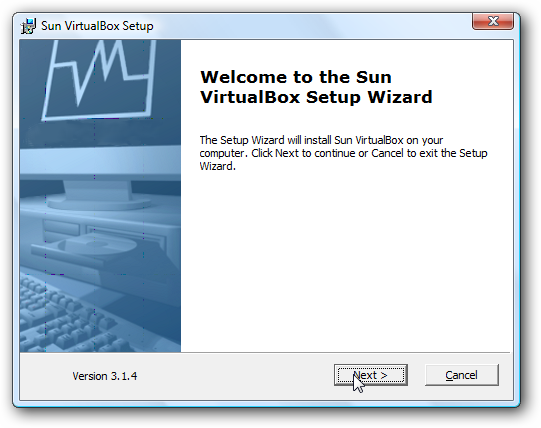 Sun VirtualBox Setup
Welcome to the Sun
VirtualBox Setup Wizard
The Setup Wizard will install Sun VirtualBox on your
computer. Click Next to continue or Cancel to exit the Setup
Wizard.
Version 3.1.4
Next >
Cancel